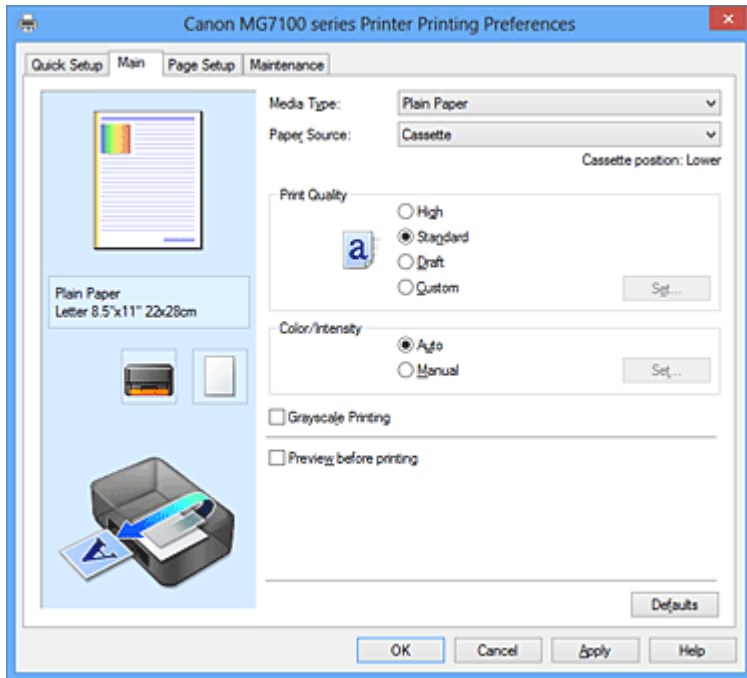 Canon MG7100 series Printer Printing Preferences
Quick Setup Main Page Setup Maintenance
Media Type: Plain Paper
Paper Source: Cassette
Cassette position: Lower
Print Quality
High
a Standard
Draft
Custom Set...
Plain Paper
Letter 8.5"x11" 22x28cm
Color/Intensity
Auto
Manual Set...
Grayscale Printing
Preview before printing
A
Defaults
OK Cancel Apply Help